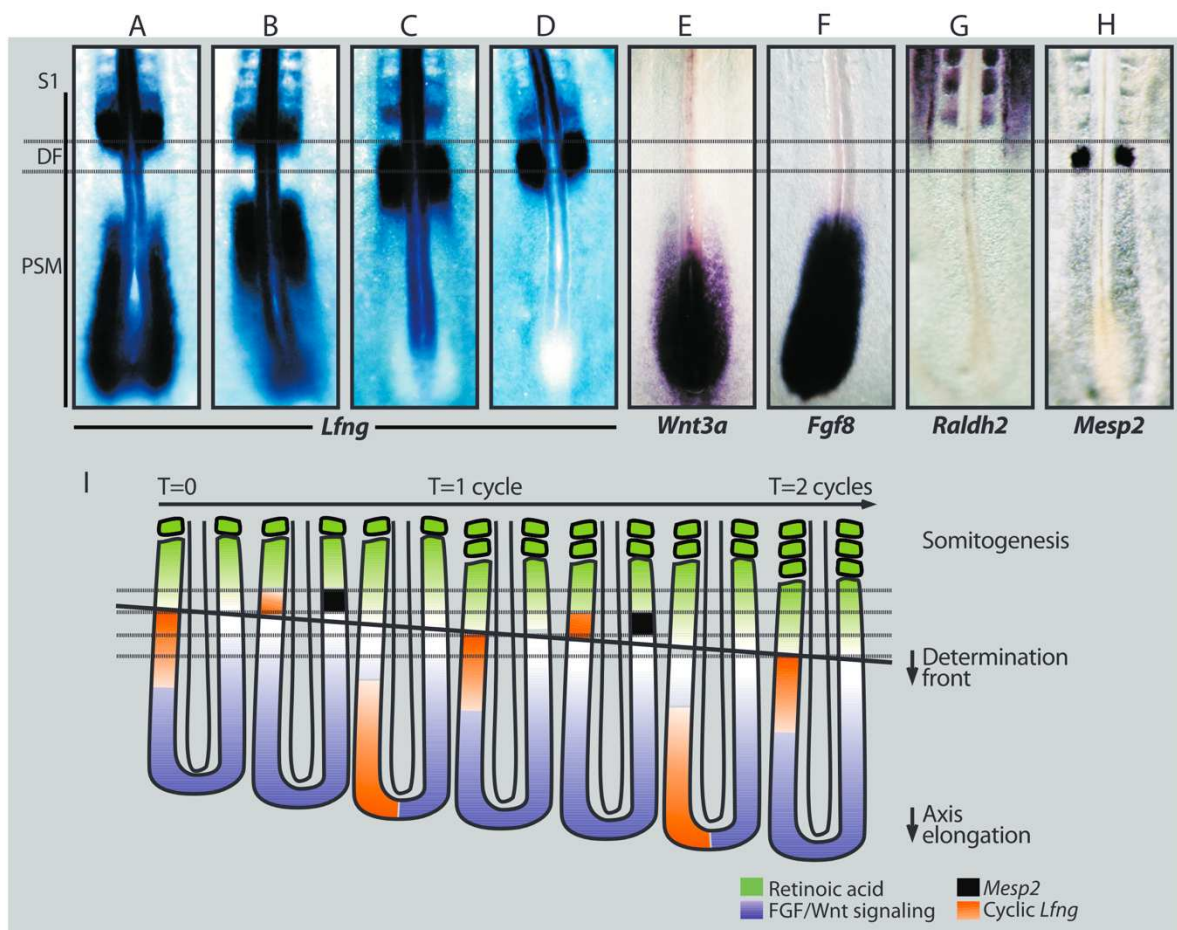 A B C D E F G H
S1
DF
PSM
Lfng Wnt3a Fgf8 Raldh2 Mesp2
I
T=0 T=1 cycle T=2 cycles
Somitogenesis
Determination
front
Axis
elongation
Retinoic acid Mesp2
FGF/Wnt signaling Cyclic Lfng